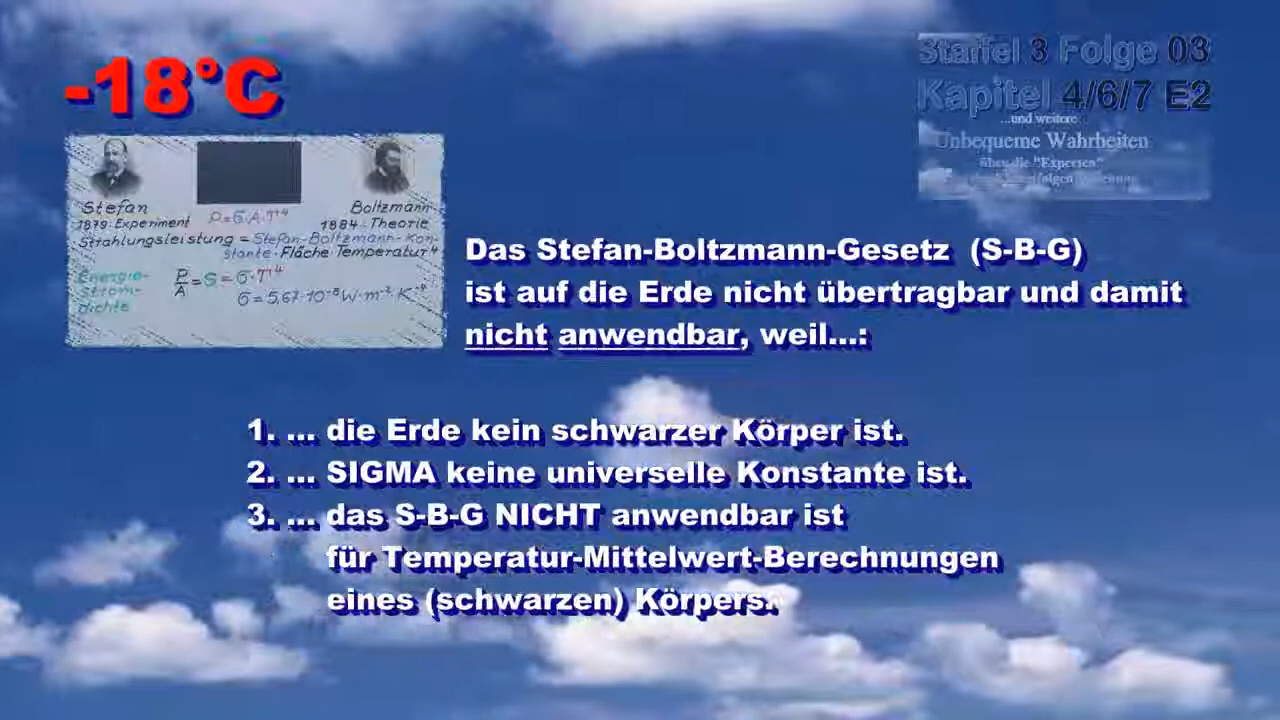 -18°C
Staffel 3 Folge 03
Kapitel 4/6/7 E2
...und weitere
Unbequeme Wahrheiten
über die "Experten"
Stefan
1879: Experiment
P=σ·A·T⁴
Boltzmann
1884: Theorie
Strahlungsleistung = Stefan-Boltzmann-Kon-
stante·Fläche Temperatur⁴
Energie-
Strom-
dichte
P/A = S = σ·T⁴
σ = 5,67·10⁻⁸ W·m⁻²·K⁻⁴
Das Stefan-Boltzmann-Gesetz (S-B-G)
ist auf die Erde nicht übertragbar und damit
nicht anwendbar, weil...:
1. ... die Erde kein schwarzer Körper ist.
2. ... SIGMA keine universelle Konstante ist.
3. ... das S-B-G NICHT anwendbar ist
für Temperatur-Mittelwert-Berechnungen
eines (schwarzen) Körpers.